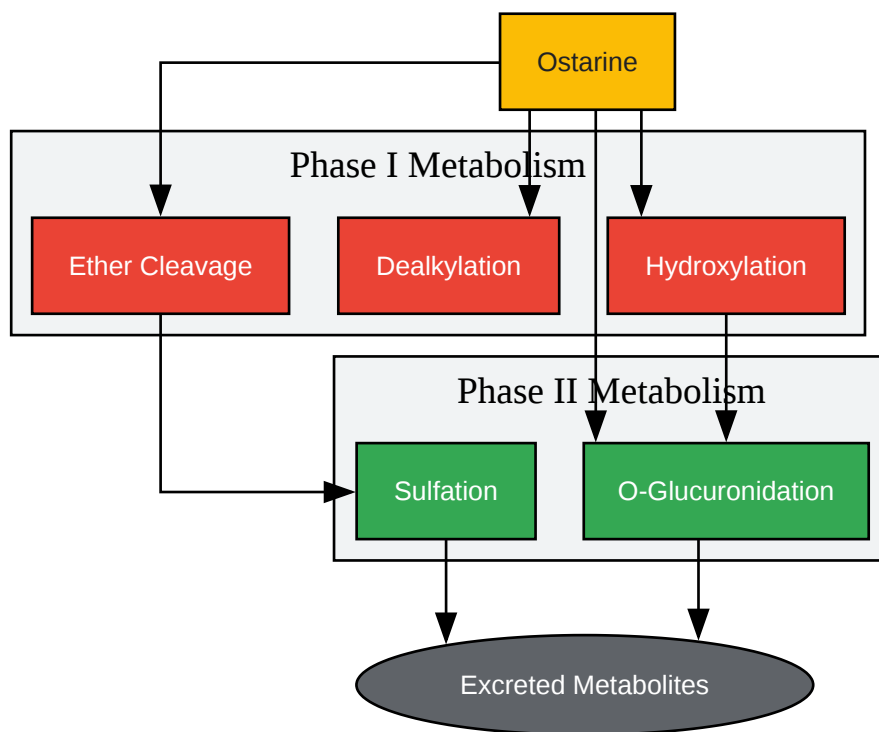 Ostarine
Phase I Metabolism
Ether Cleavage
Dealkylation
Hydroxylation
Phase II Metabolism
Sulfation
O-Glucuronidation
Excreted Metabolites